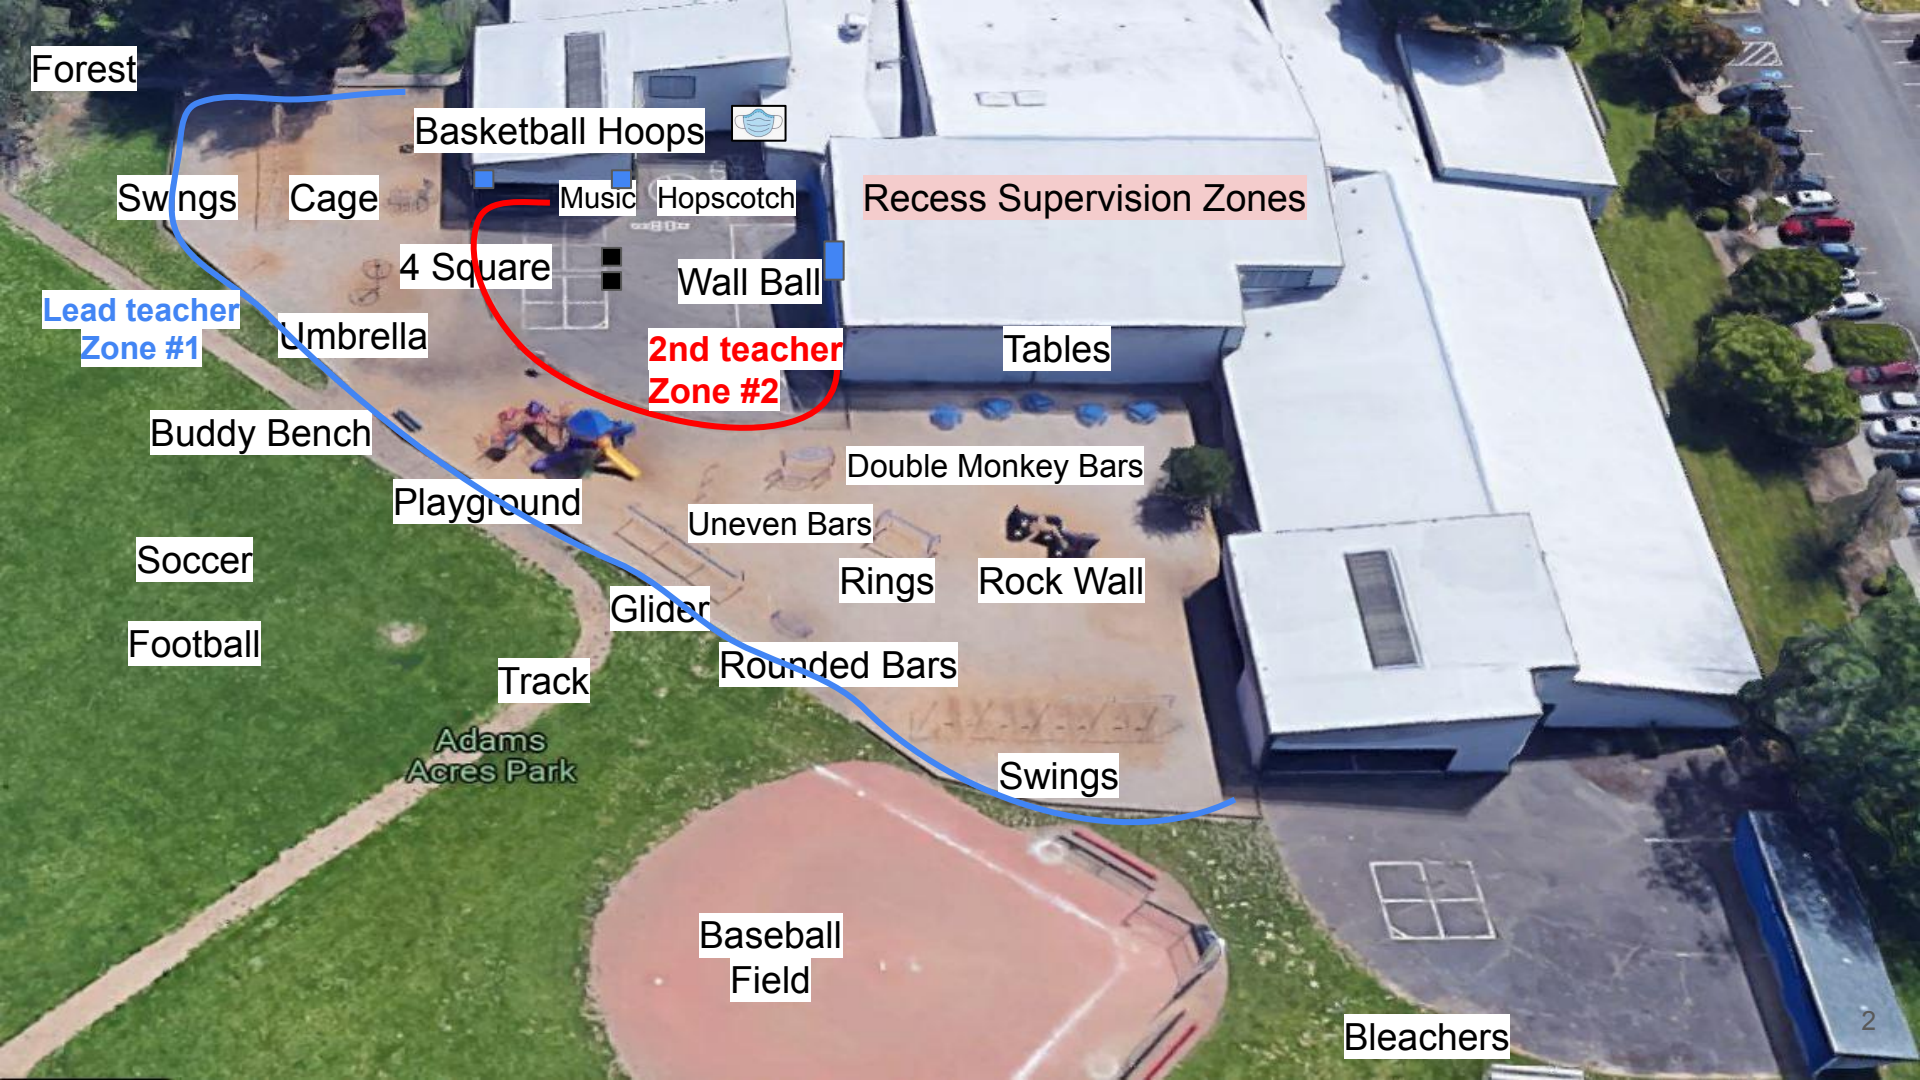 Forest
Basketball Hoops
Swings
Cage
Music
Hopscotch
Recess Supervision Zones
4 Square
Wall Ball
Lead teacher
Zone #1
Umbrella
2nd teacher
Zone #2
Tables
Buddy Bench
Double Monkey Bars
Playground
Uneven Bars
Soccer
Rings
Rock Wall
Glider
Football
Rounded Bars
Track
Adams
Acres Park
Swings
Baseball
Field
Bleachers
2